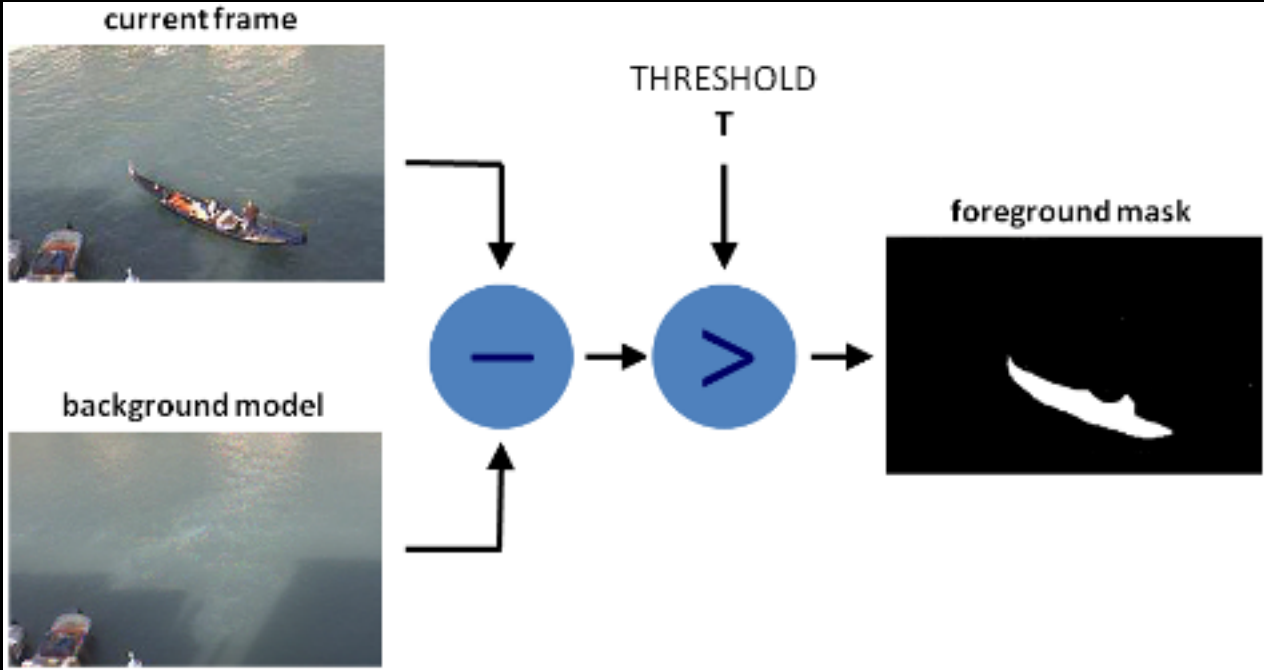 current frame
THRESHOLD
T
foreground mask
−
>
background model